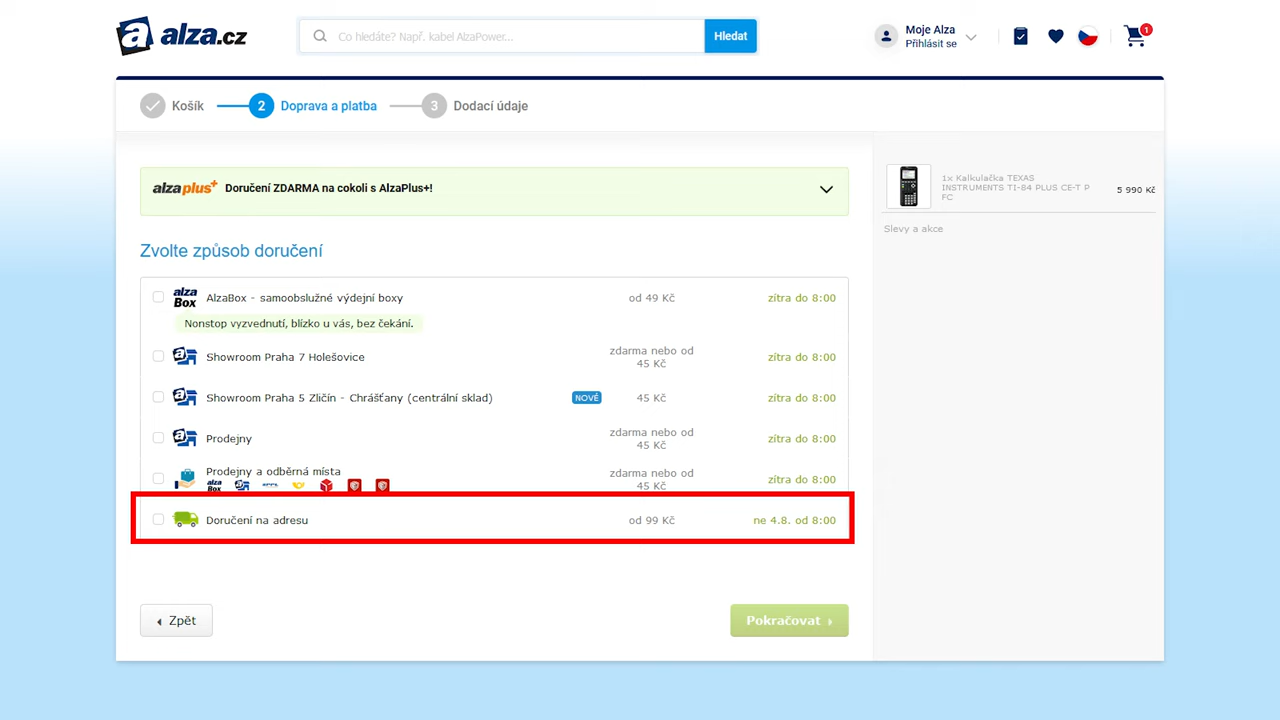 alza.cz
Co hledáte? Např. kabel AlzaPower...
Hledat
Moje Alza
Přihlásit se
1
Košík
2
Doprava a platba
3
Dodací údaje
alzaplus+ Doručení ZDARMA na cokoli s AlzaPlus+!
1x Kalkulačka TEXAS
INSTRUMENTS TI-84 PLUS CE-T P
FC
5 990 Kč
Slevy a akce
Zvolte způsob doručení
alza
Box
AlzaBox - samoobslužné výdejní boxy
od 49 Kč
zítra do 8:00
Nonstop vyzvednutí, blízko u vás, bez čekání.
Showroom Praha 7 Holešovice
zdarma nebo od
45 Kč
zítra do 8:00
Showroom Praha 5 Zličín - Chrášťany (centrální sklad)
NOVÉ
45 Kč
zítra do 8:00
Prodejny
zdarma nebo od
45 Kč
zítra do 8:00
Prodejny a odběrná místa
alza
Box
zdarma nebo od
45 Kč
zítra do 8:00
Doručení na adresu
od 99 Kč
ne 4.8. od 8:00
Zpět
Pokračovat